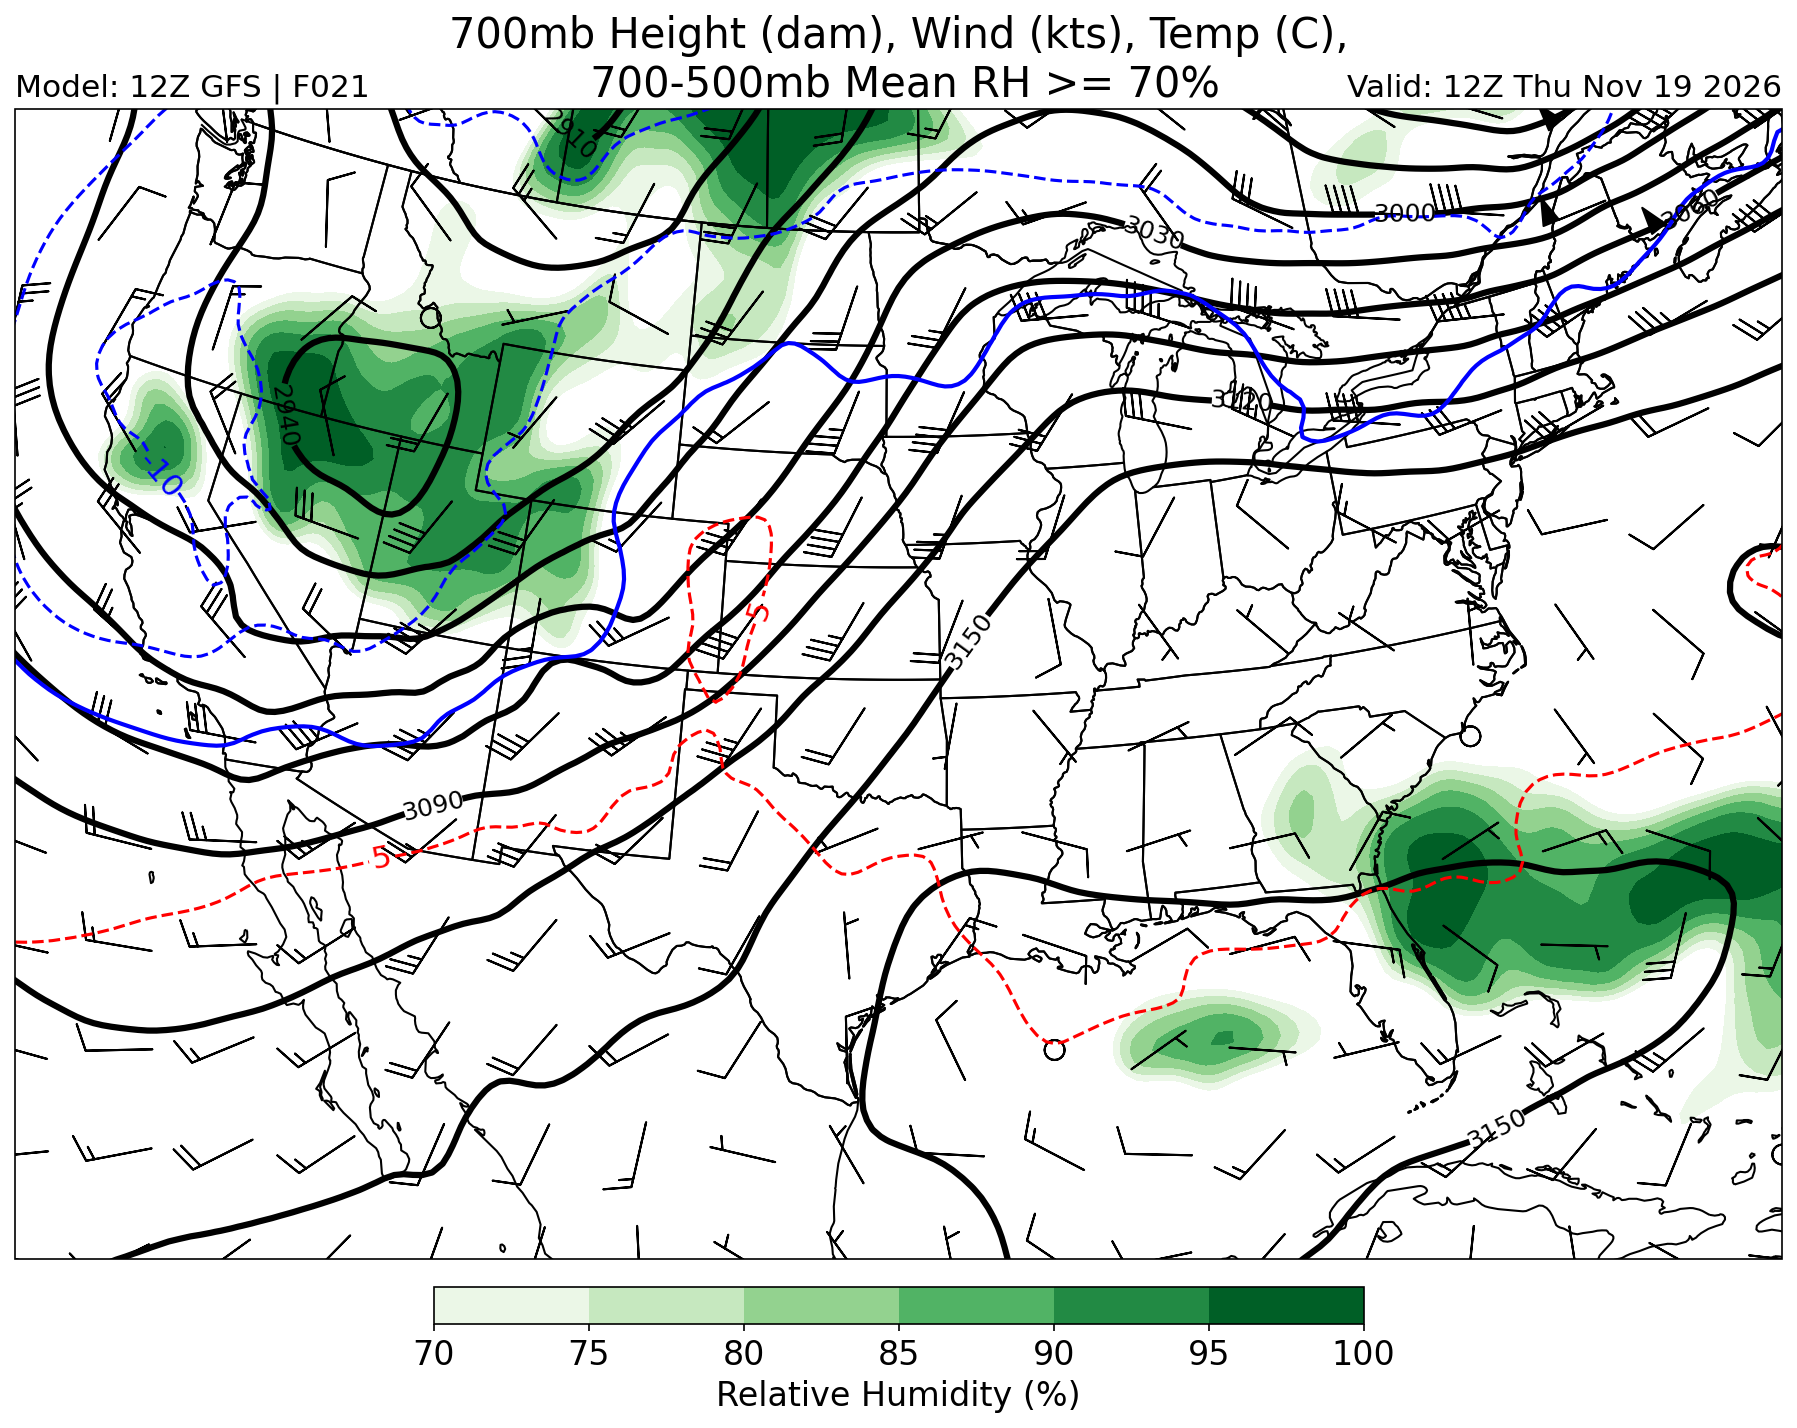 700mb Height (dam), Wind (kts), Temp (C),
700-500mb Mean RH >= 70%
Model: 12Z GFS | F021
Valid: 12Z Thu Nov 19 2026
2910
3000
3060
3030
2940
3120
-10
5
3150
3090
5
3150
70 75 80 85 90 95 100
Relative Humidity (%)